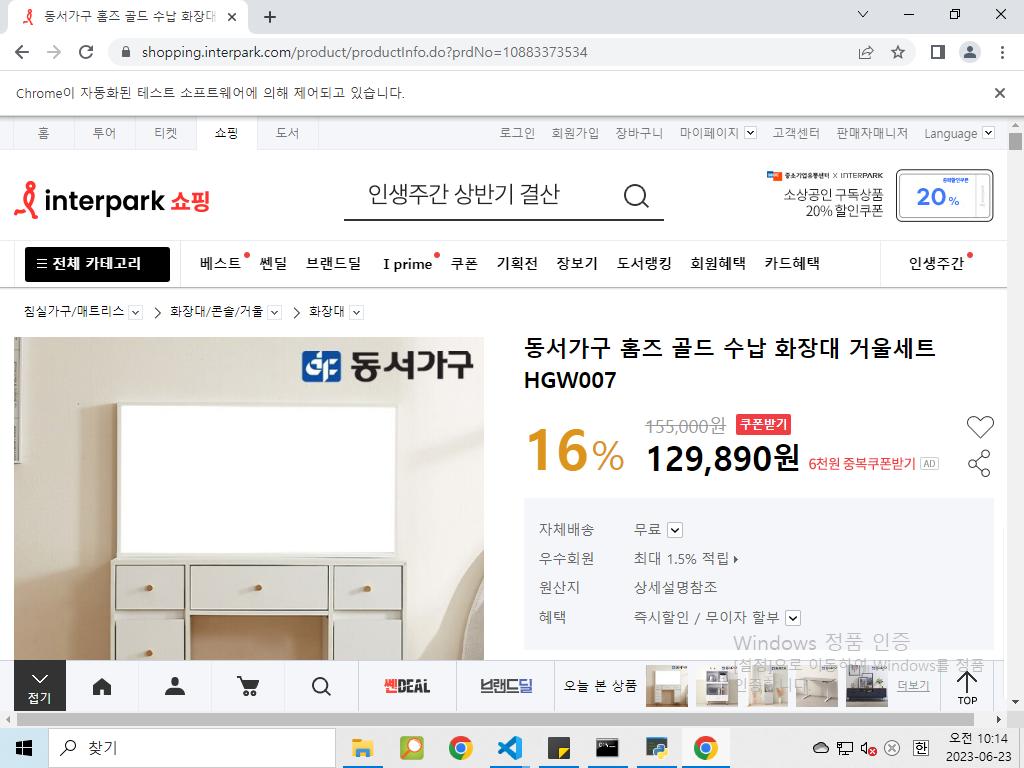 동서가구 홈즈 골드 수납 화장대
shopping.interpark.com/product/productInfo.do?prdNo=10883373534
Chrome이 자동화된 테스트 소프트웨어에 의해 제어되고 있습니다.
홈 투어 티켓 쇼핑 도서 로그인 회원가입 장바구니 마이페이지 고객센터 판매자매니저 Language
interpark 쇼핑
인생주간 상반기 결산
중소기업유통센터 X INTERPARK
소상공인 구독상품
20% 할인쿠폰
20%
전체 카테고리 베스트 쎈딜 브랜드딜 I prime 쿠폰 기획전 장보기 도서랭킹 회원혜택 카드혜택 인생주간
침실가구/매트리스 화장대/콘솔/거울 화장대
동서가구
동서가구 홈즈 골드 수납 화장대 거울세트
HGW007
16%
155,000원 쿠폰받기
129,890원 6천원 중복쿠폰받기 AD
자체배송 무료
우수회원 최대 1.5% 적립
원산지 상세설명참조
혜택 즉시할인 / 무이자 할부
Windows 정품 인증
[설정]으로 이동하여 Windows를 정품
인증합니다.
접기
쎈DEAL
브랜드딜
오늘 본 상품
더보기
TOP
찾기
한
오전 10:14
2023-06-23